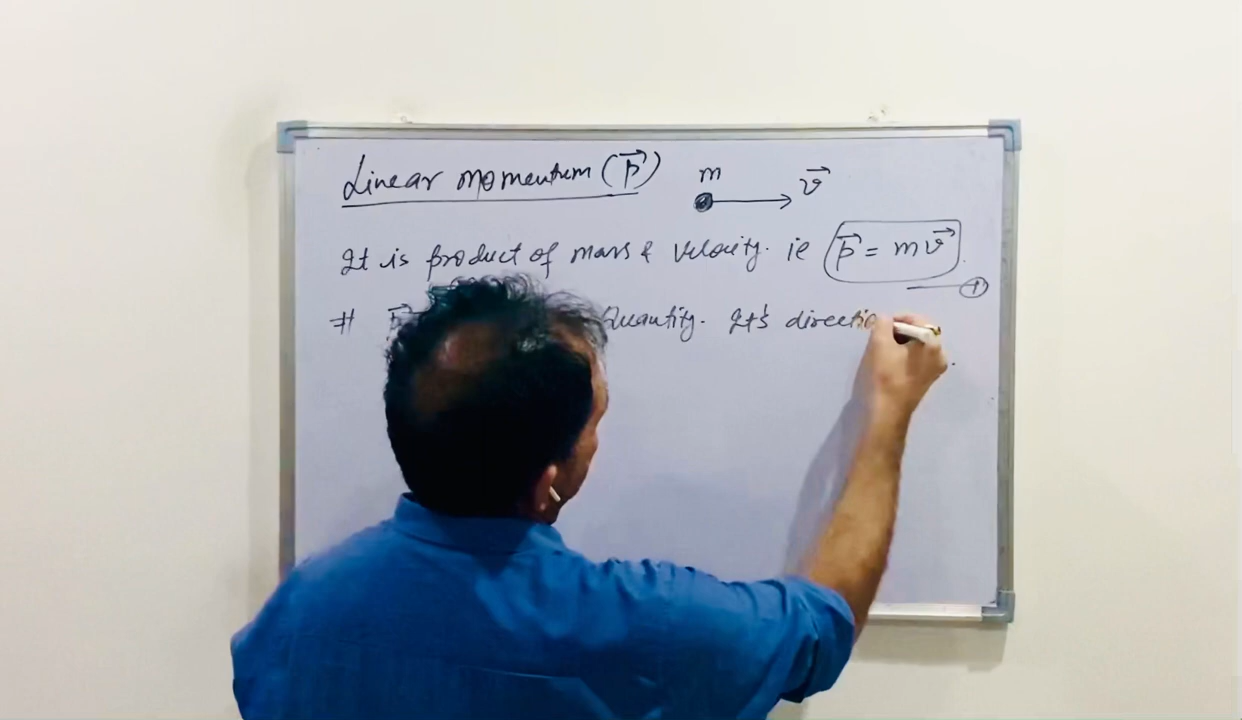 Linear momentum (p⃗)
m v⃗
It is product of mass & velocity. ie p⃗ = mv⃗.
①
# p⃗ Quantity. It's directio